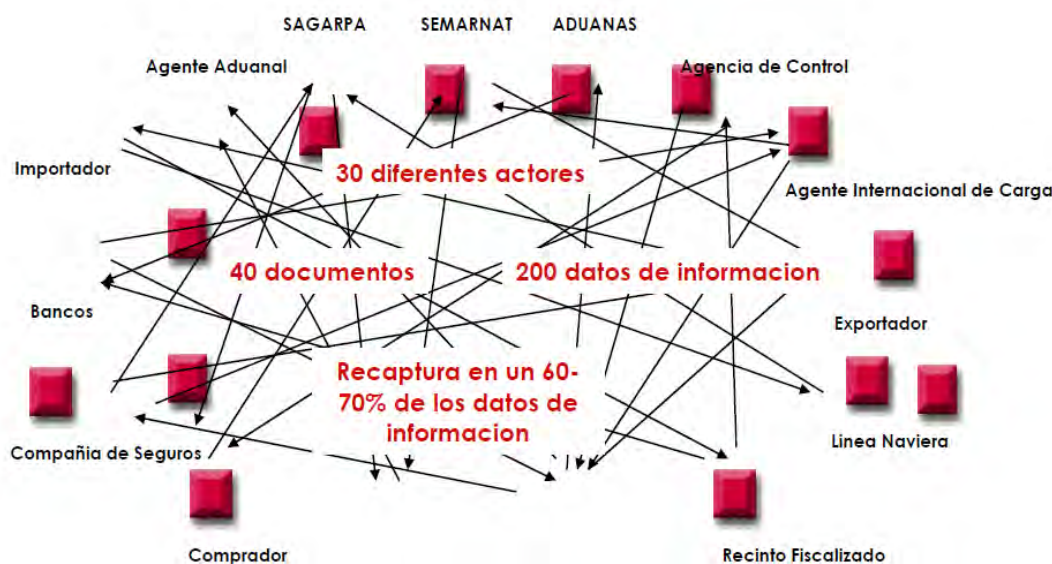 SAGARPA
SEMARNAT
ADUANAS
Agente Aduanal
Agencia de Control
Importador
30 diferentes actores
Agente Internacional de Carga
40 documentos
200 datos de informacion
Bancos
Exportador
Recaptura en un 60-
70% de los datos de
informacion
Compañia de Seguros
Linea Naviera
Comprador
Recinto Fiscalizado